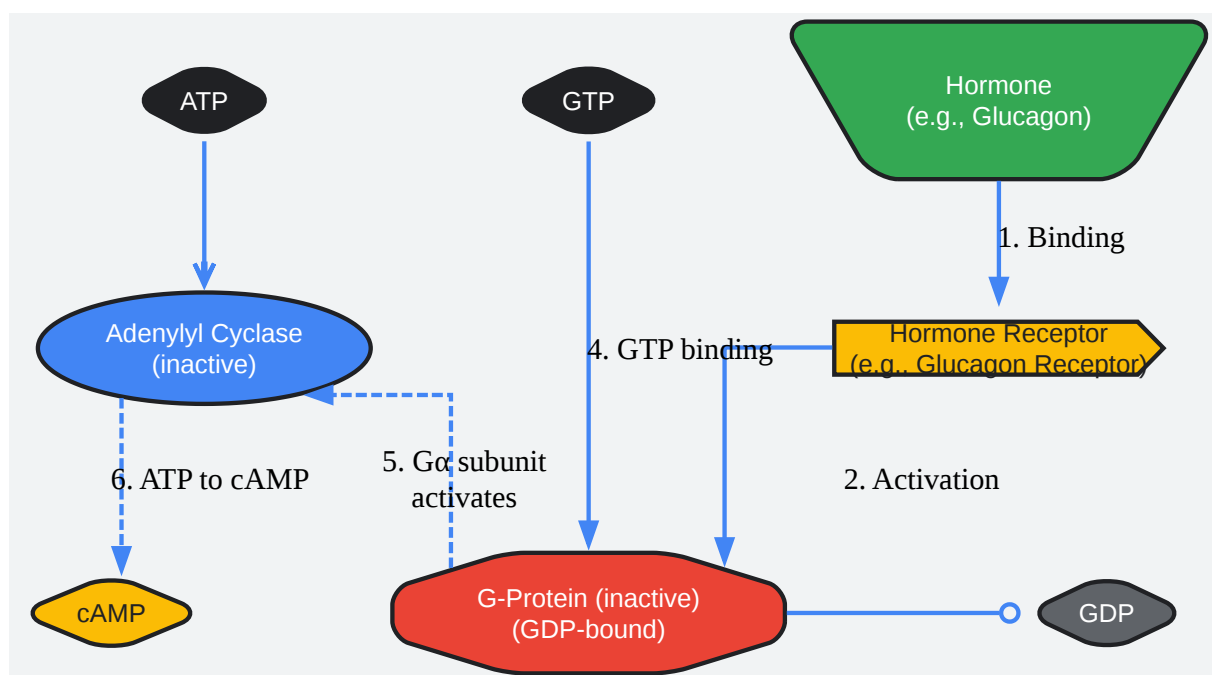 ATP
GTP
Hormone
(e.g., Glucagon)
1. Binding
Adenylyl Cyclase
(inactive)
4. GTP binding
Hormone Receptor
(e.g., Glucagon Receptor)
6. ATP to cAMP
5. Gα subunit
activates
2. Activation
cAMP
G-Protein (inactive)
(GDP-bound)
GDP